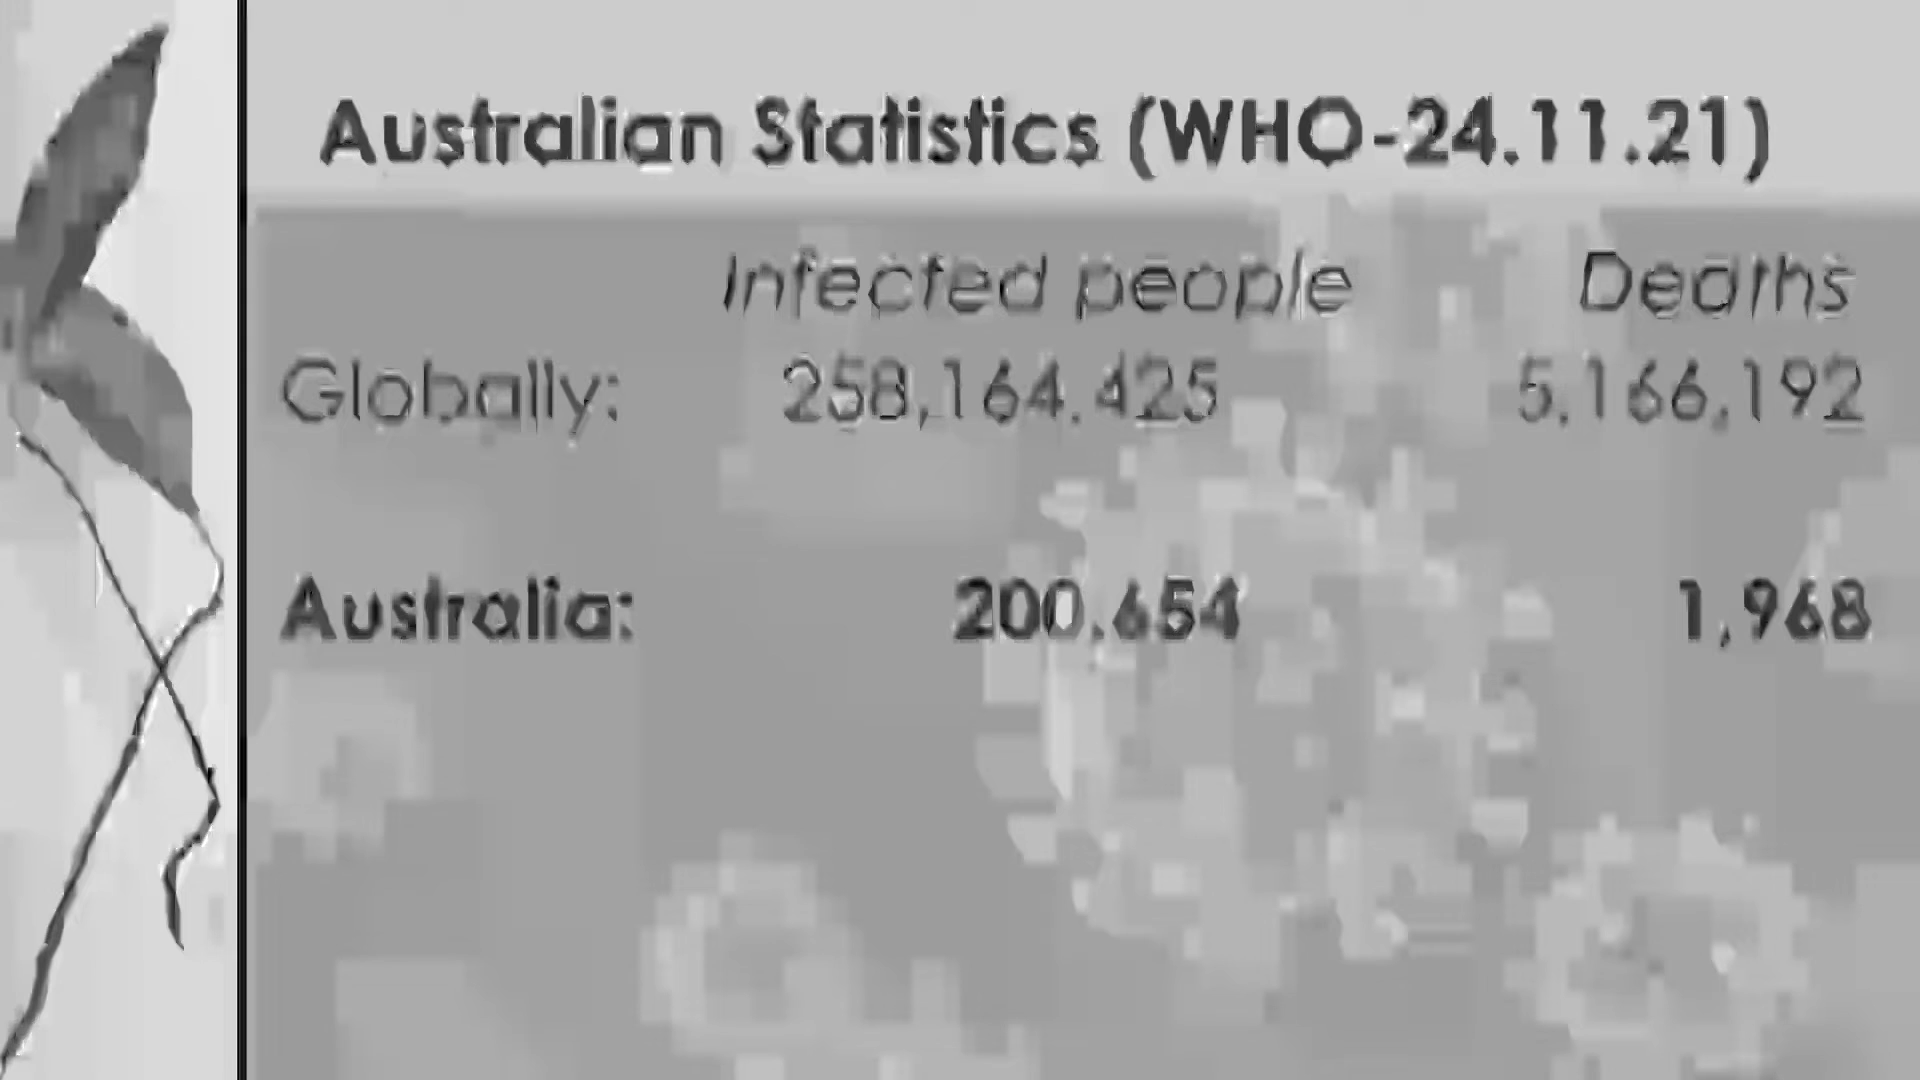 Australian Statistics (WHO-24.11.21)
Infected people Deaths
Globally: 258,164,425 5,166,192
Australia: 200,654 1,968